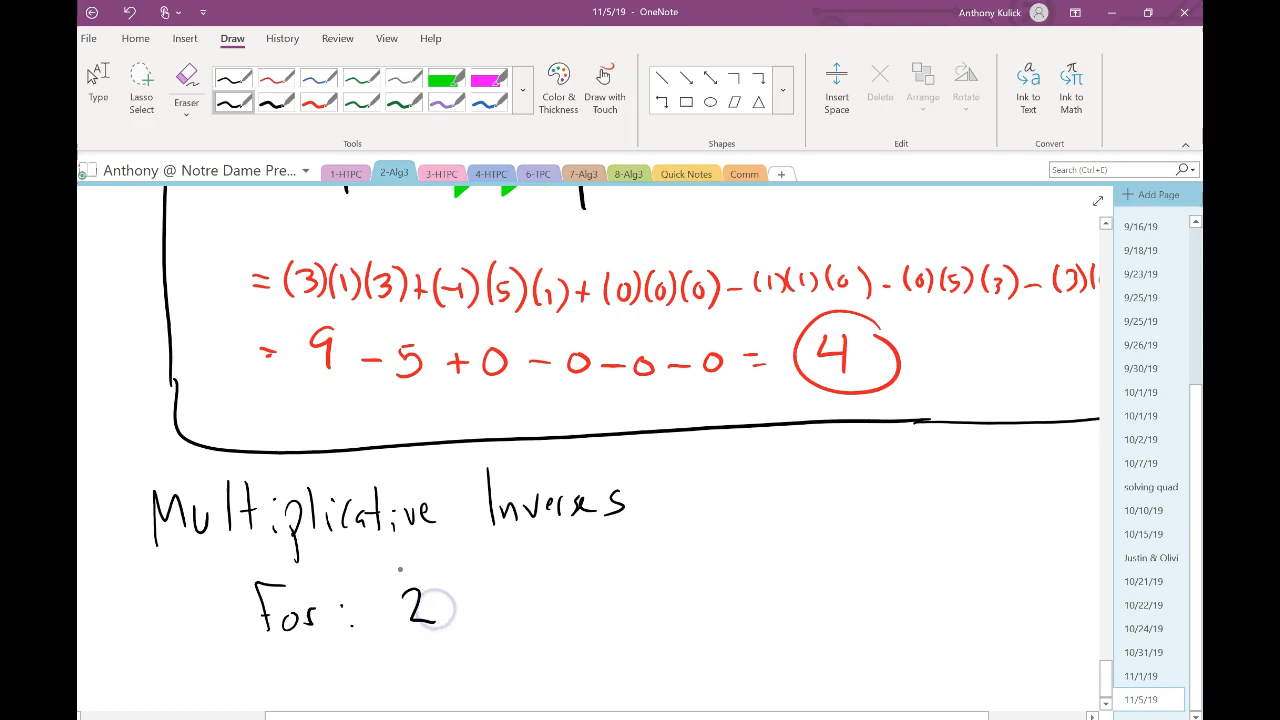 11/5/19 - OneNote
Anthony Kulick
File Home Insert Draw History Review View Help
Type
Lasso Select
Eraser
Color & Thickness
Draw with Touch
Insert Space
Delete
Arrange
Rotate
Ink to Text
Ink to Math
Tools
Shapes
Edit
Convert
Anthony @ Notre Dame Pre...
1-HTPC 2-Alg3 3-HTPC 4-HTPC 6-TPC 7-Alg3 8-Alg3 Quick Notes Comm
Search (Ctrl+E)
Add Page
9/16/19
9/18/19
9/23/19
9/25/19
9/25/19
9/26/19
9/30/19
10/1/19
10/1/19
10/2/19
10/7/19
solving quad
10/10/19
10/15/19
Justin & Olivi
10/21/19
10/22/19
10/24/19
10/31/19
11/1/19
11/5/19
= (3)(1)(3)+(-1)(5)(1)+(0)(0)(0)-(1)(1)(0)-(0)(5)(3)-(3)(
= 9 - 5 + 0 - 0 - 0 - 0 = 4
Multiplicative Inverses
For: 2